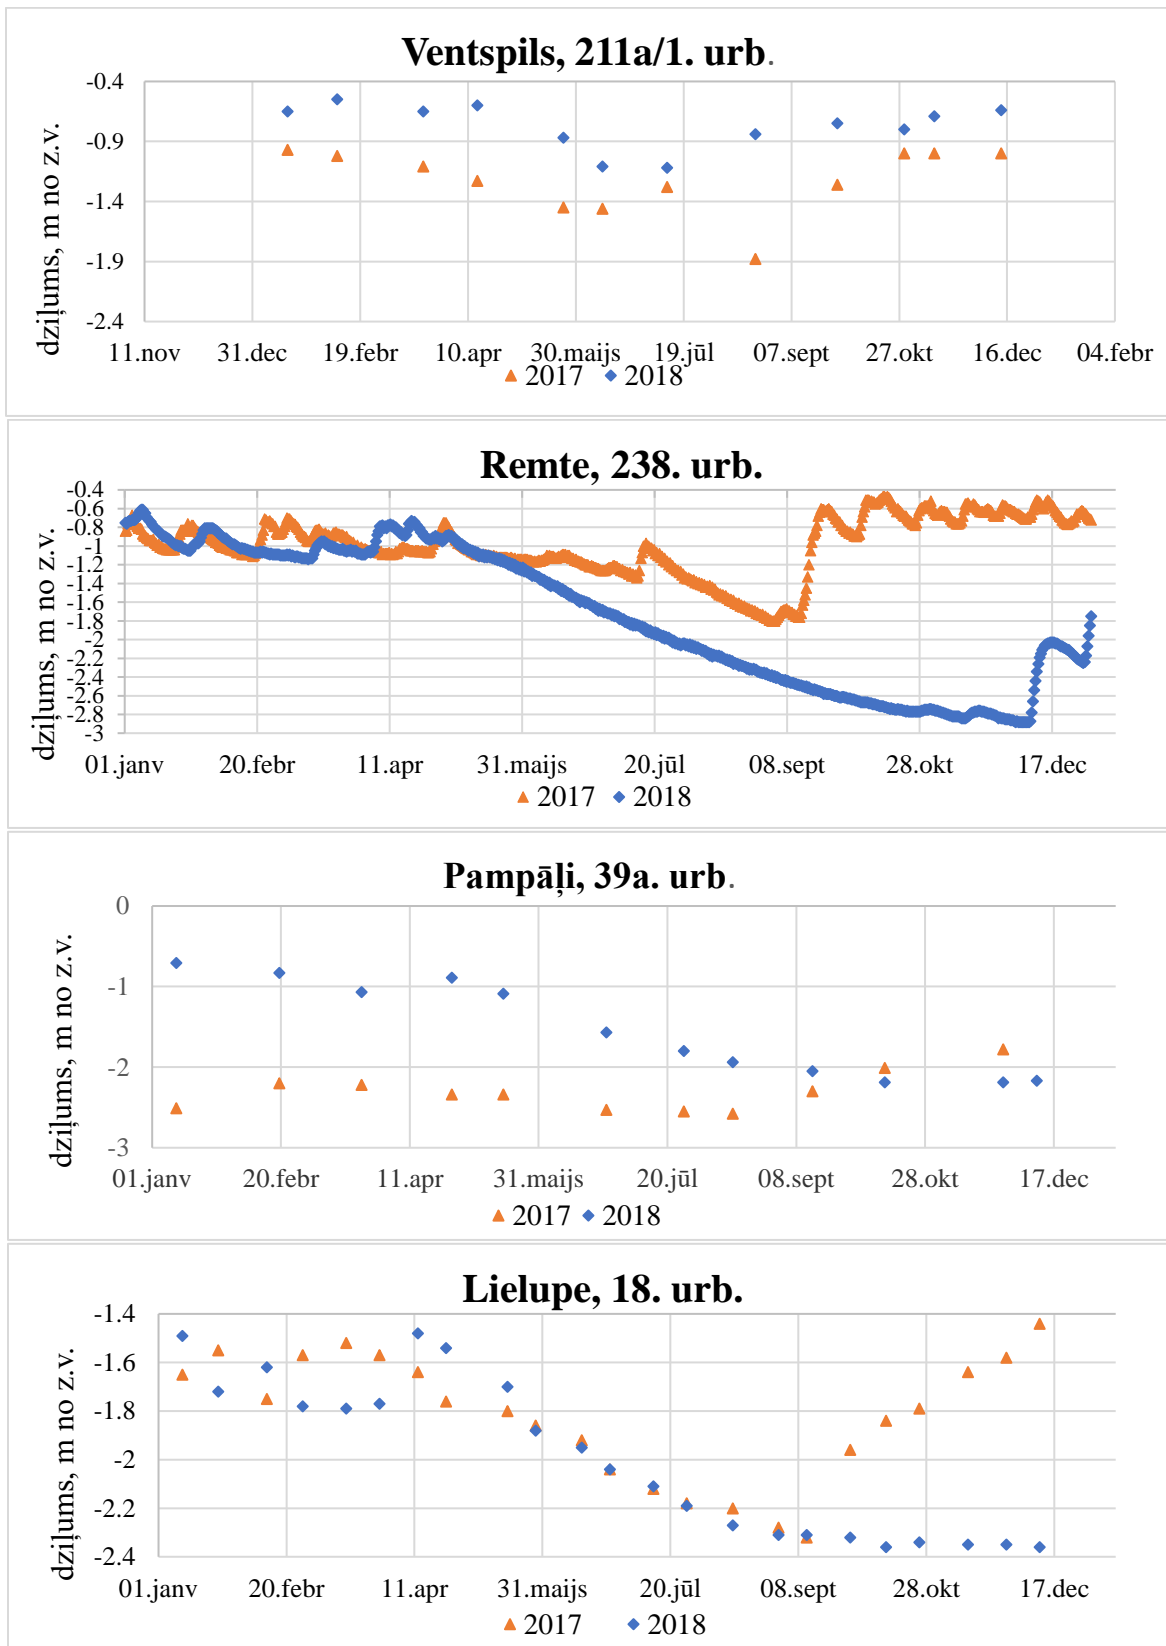 Ventspils, 211a/1. urb.
dziļums, m no z.v.
-0.4
-0.9
-1.4
-1.9
-2.4
11.nov 31.dec 19.febr 10.apr 30.maijs 19.jūl 07.sept 27.okt 16.dec 04.febr
2017 2018
Remte, 238. urb.
dziļums, m no z.v.
-0.4
-0.6
-0.8
-1
-1.2
-1.4
-1.6
-1.8
-2
-2.2
-2.4
-2.6
-2.8
-3
01.janv 20.febr 11.apr 31.maijs 20.jūl 08.sept 28.okt 17.dec
2017 2018
Pampāļi, 39a. urb.
dziļums, m no z.v.
0
-1
-2
-3
01.janv 20.febr 11.apr 31.maijs 20.jūl 08.sept 28.okt 17.dec
2017 2018
Lielupe, 18. urb.
dziļums, m no z.v.
-1.4
-1.6
-1.8
-2
-2.2
-2.4
01.janv 20.febr 11.apr 31.maijs 20.jūl 08.sept 28.okt 17.dec
2017 2018